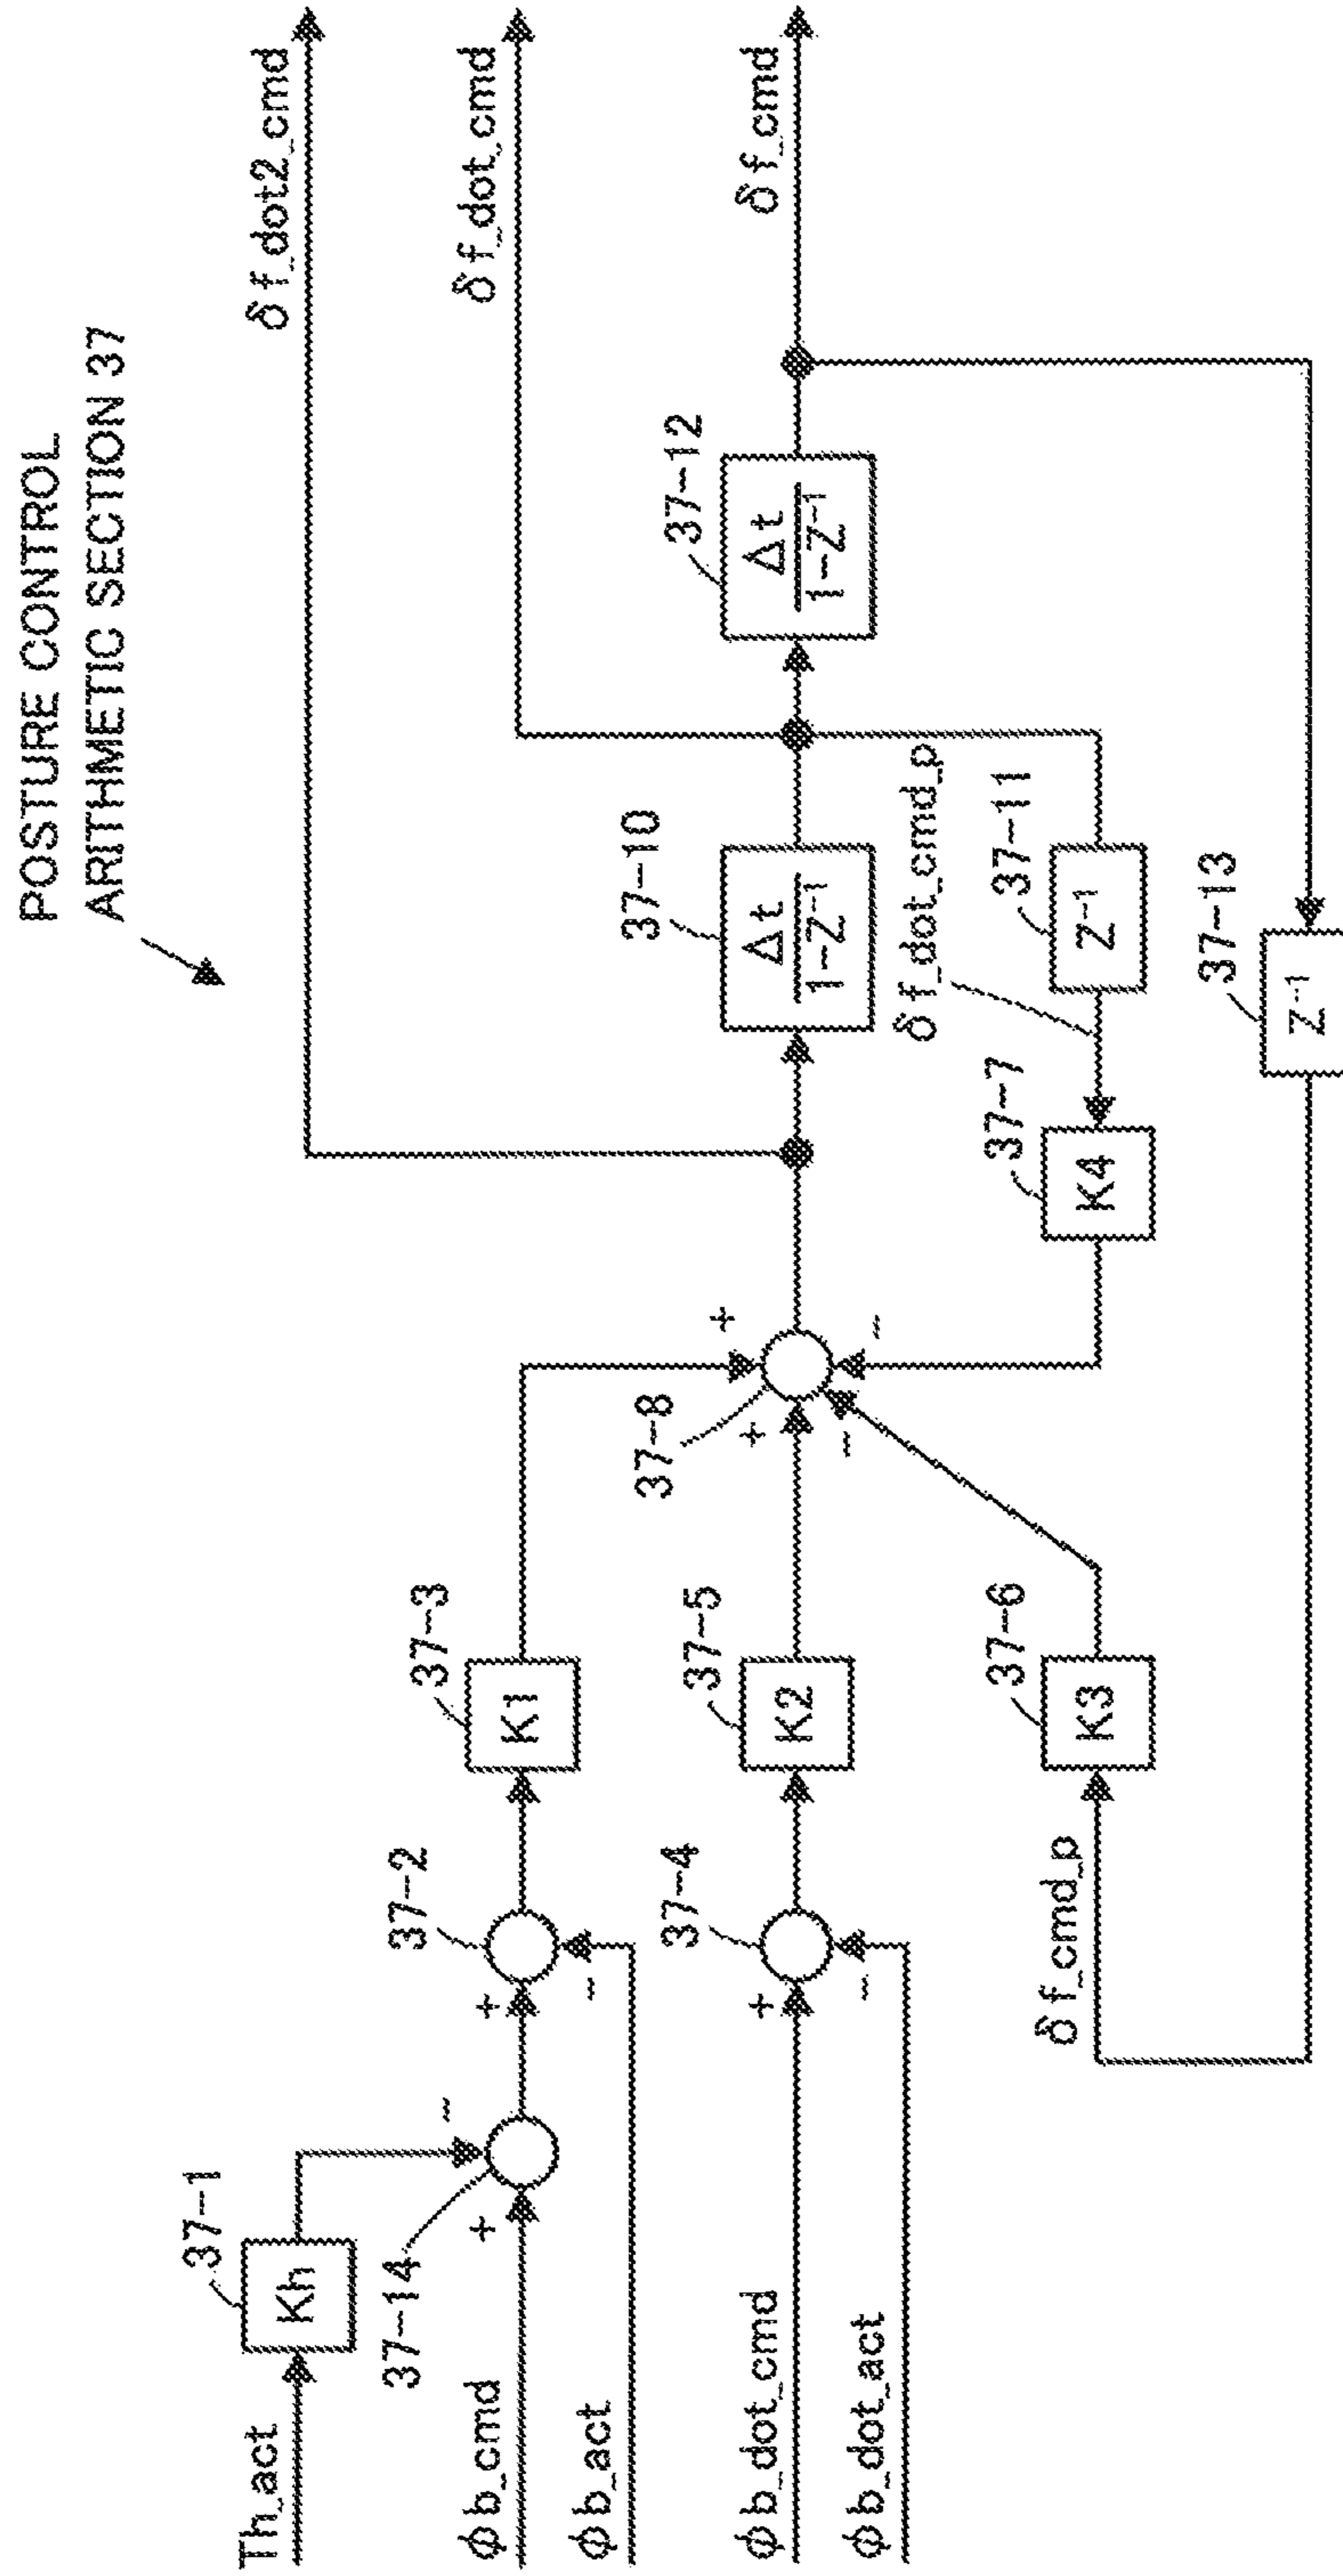 POSTURE CONTROL
ARITHMETIC SECTION 37
Th_act
37-1
Kh
37-14
+
-
ϕb_cmd
ϕb_act
37-2
+
-
37-3
K1
ϕb_dot_cmd
ϕb_dot_act
37-4
+
-
37-5
K2
δf_cmd_p
37-6
K3
37-8
+
+
-
-
37-7
K4
δf_dot_cmd_p
37-10
Δt
1-Z⁻¹
37-11
Z⁻¹
37-12
Δt
1-Z⁻¹
37-13
Z⁻¹
δf_dot2_cmd
δf_dot_cmd
δf_cmd